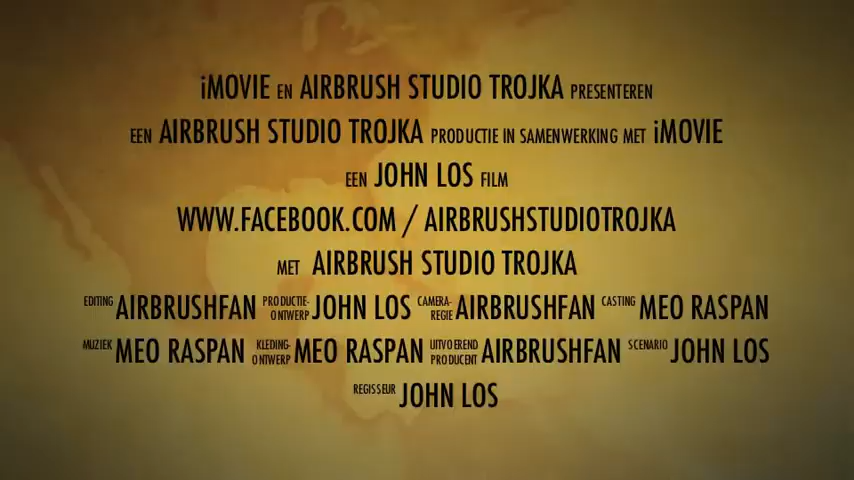 iMOVIE EN AIRBRUSH STUDIO TROJKA PRESENTEREN
EEN AIRBRUSH STUDIO TROJKA PRODUCTIE IN SAMENWERKING MET iMOVIE
EEN JOHN LOS FILM
WWW.FACEBOOK.COM / AIRBRUSHSTUDIOTROJKA
MET AIRBRUSH STUDIO TROJKA
EDITING AIRBRUSHFAN PRODUCTIE-ONTWERP JOHN LOS CAMERA-REGIE AIRBRUSHFAN CASTING MEO RASPAN
MUZIEK MEO RASPAN KLEDING-ONTWERP MEO RASPAN UITVOEREND PRODUCENT AIRBRUSHFAN SCENARIO JOHN LOS
REGISSEUR JOHN LOS